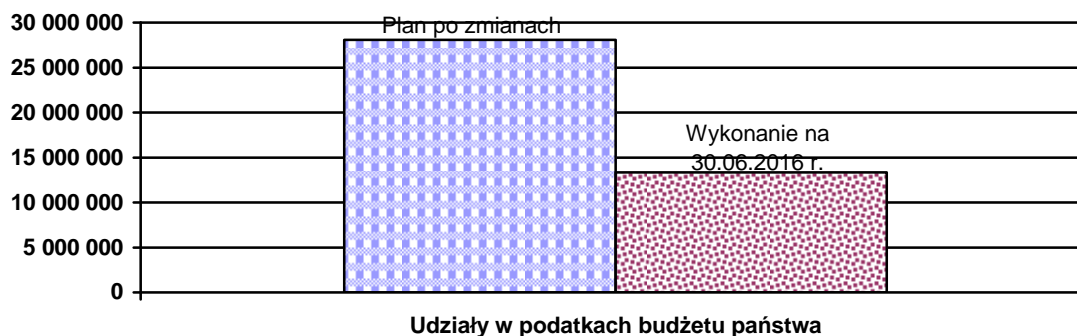 30 000 000
25 000 000
20 000 000
15 000 000
10 000 000
5 000 000
0
Plan po zmianach
Wykonanie na
30.06.2016 r.
Udziały w podatkach budżetu państwa